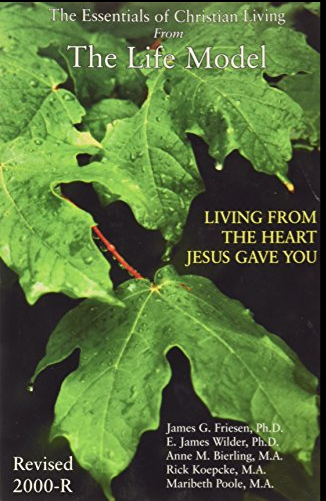 The Essentials of Christian Living
From
The Life Model
LIVING FROM
THE HEART
JESUS GAVE YOU
James G. Friesen, Ph.D.
E. James Wilder, Ph.D.
Anne M. Bierling, M.A.
Rick Koepcke, M.A.
Maribeth Poole, M.A.
Revised
2000-R